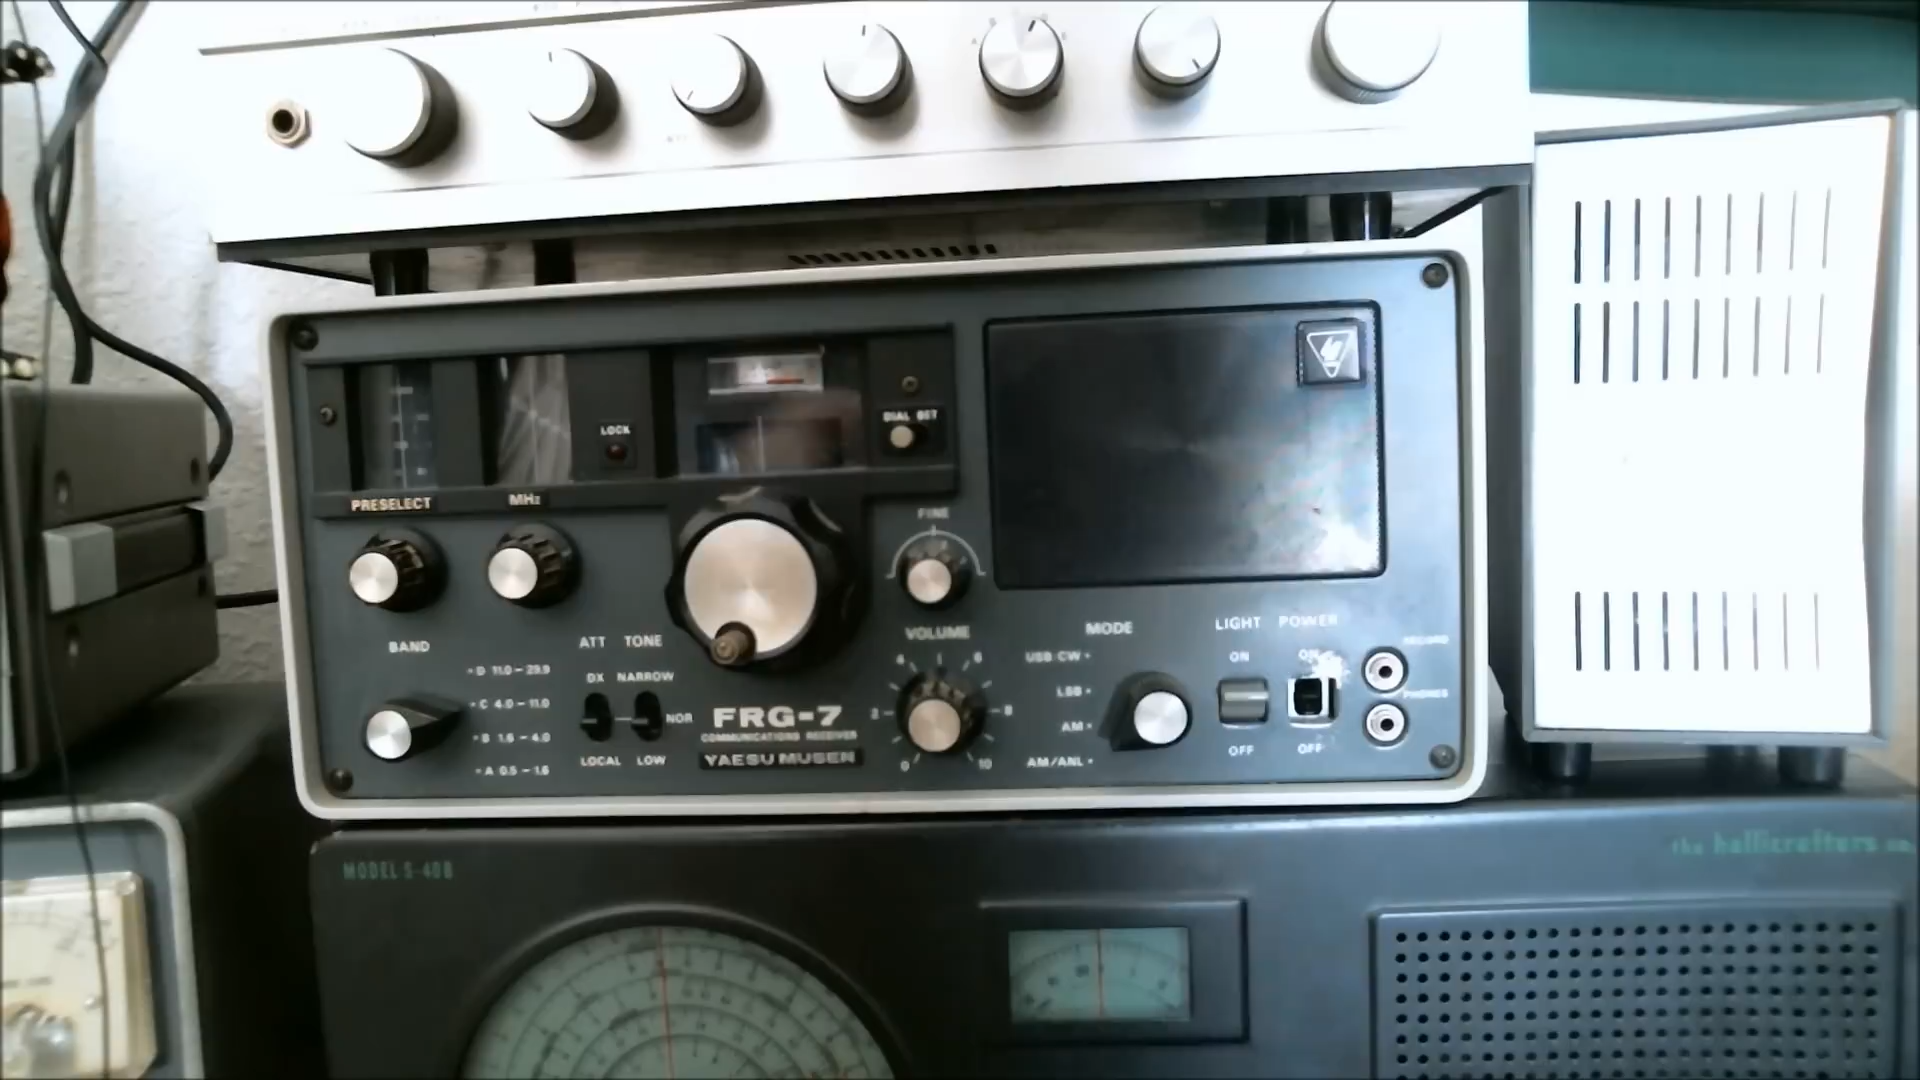 LOCK
DIAL SET
PRESELECT
MHz
FINE
BAND
D 11.0-29.9
C 4.0-11.0
B 1.6-4.0
A 0.5-1.6
ATT TONE
DX NARROW
NOR
LOCAL LOW
FRG-7
COMMUNICATIONS RECEIVER
YAESU MUSEN
VOLUME
4 6
2 8
0 10
MODE
USB/CW
LSB
AM
AM/ANL
LIGHT POWER
ON ON
OFF OFF
RECORD
PHONES
MODEL S-40B
the hallicrafters co.